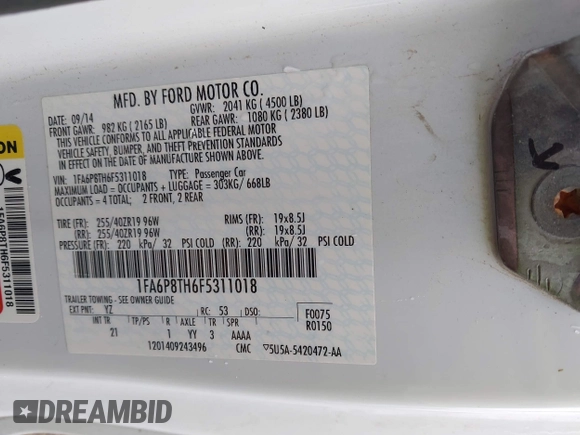 MFD. BY FORD MOTOR CO.
DATE: 09/14 GVWR: 2041 KG ( 4500 LB)
FRONT GAWR: 982 KG ( 2165 LB) REAR GAWR: 1080 KG ( 2380 LB)
THIS VEHICLE CONFORMS TO ALL APPLICABLE FEDERAL MOTOR
VEHICLE SAFETY, BUMPER, AND THEFT PREVENTION STANDARDS
IN EFFECT ON THE DATE OF MANUFACTURE SHOWN ABOVE.
VIN: 1FA6P8TH6F5311018 TYPE: Passenger Car
MAXIMUM LOAD = OCCUPANTS + LUGGAGE = 303KG/ 668LB
OCCUPANTS = 4 TOTAL; 2 FRONT, 2 REAR
TIRE (FR): 255/40ZR19 96W RIMS (FR): 19x8.5J
(RR): 255/40ZR19 96W (RR): 19x8.5J
PRESSURE (FR): 220 kPa/ 32 PSI COLD (RR): 220 kPa/ 32 PSI COLD
1FA6P8TH6F5311018
TRAILER TOWING - SEE OWNER GUIDE
EXT PNT: YZ RC: 53 DSO: F0075
R0150
INT TR TP/PS R AXLE TR SPR
21 1 YY 3 AAAA
1201409243496 CMC 5U5A-5420472-AA
ON
1FA6P8TH6F5311018
DREAMBID